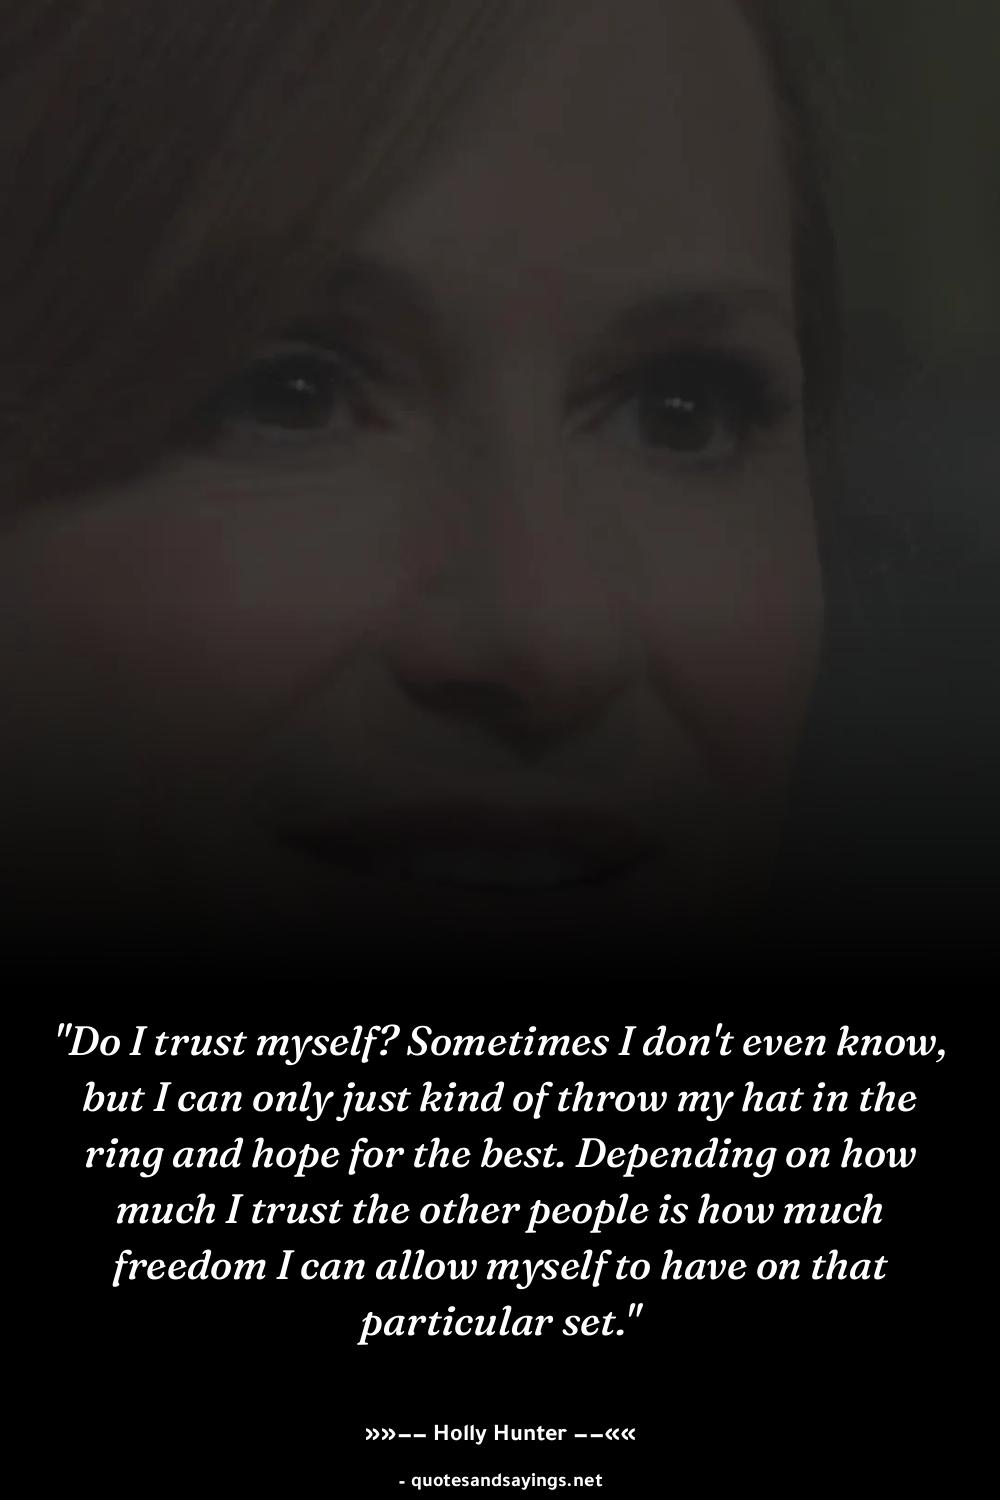 "Do I trust myself? Sometimes I don't even know,
but I can only just kind of throw my hat in the
ring and hope for the best. Depending on how
much I trust the other people is how much
freedom I can allow myself to have on that
particular set."
»»–– Holly Hunter ––««
- quotesandsayings.net